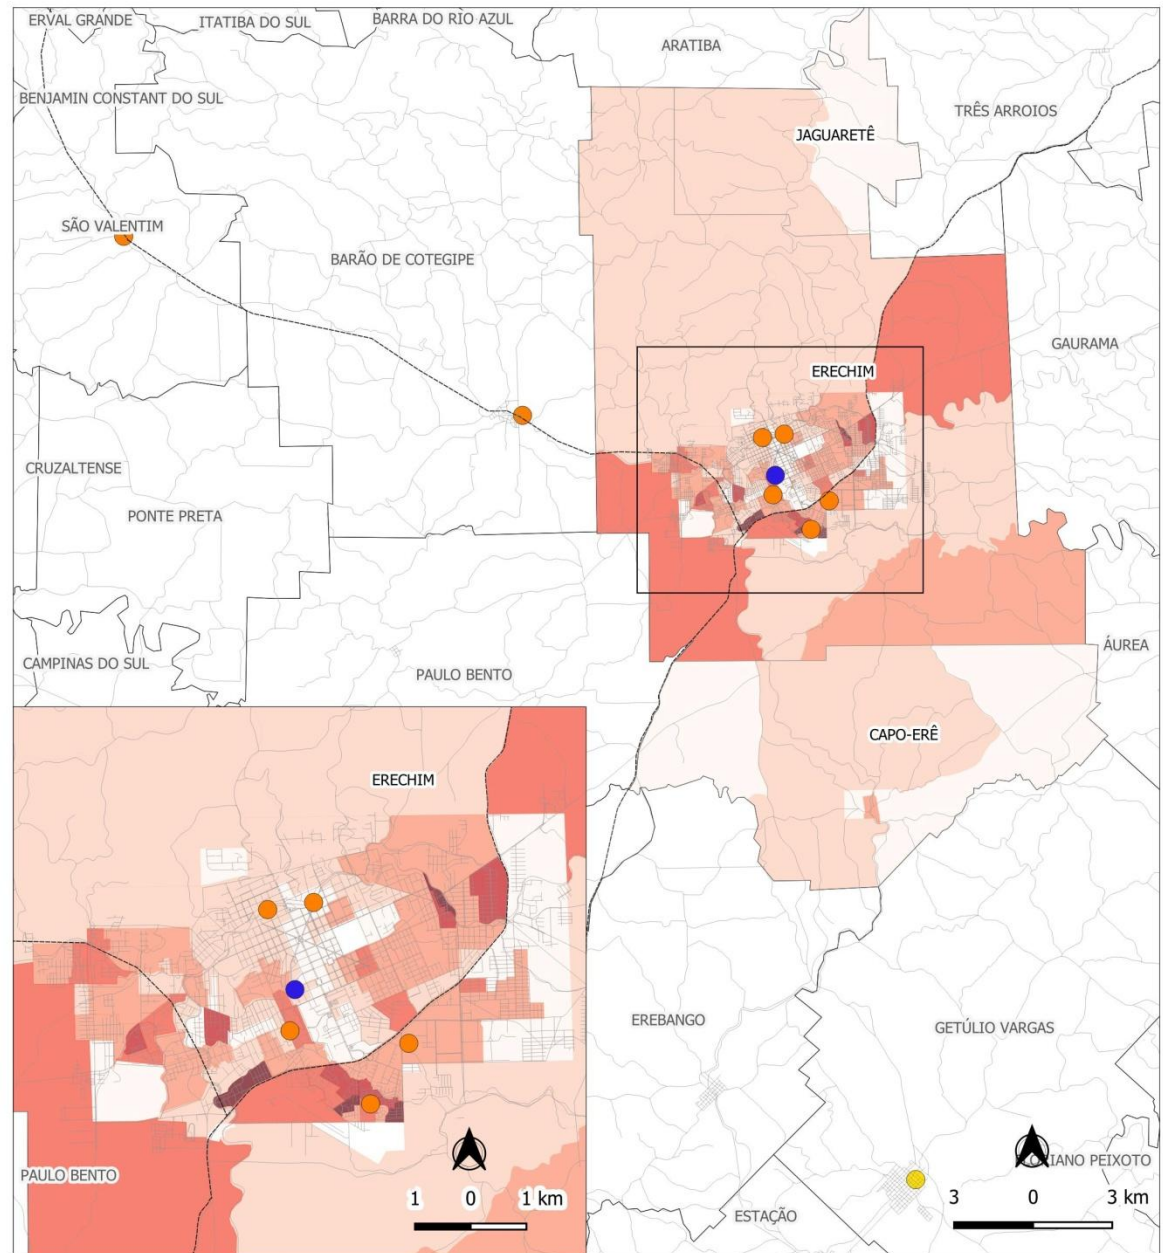 ERVAL GRANDE
ITATIBA DO SUL
BARRA DO RIO AZUL
ARATIBA
BENJAMIN CONSTANT DO SUL
TRÊS ARROIOS
JAGUARETÊ
SÃO VALENTIM
BARÃO DE COTEGIPE
GAURAMA
ERECHIM
CRUZALTENSE
PONTE PRETA
ÁUREA
CAMPINAS DO SUL
PAULO BENTO
CAPO-ERÊ
ERECHIM
EREBANGO
GETÚLIO VARGAS
PAULO BENTO
PEIXOTO
1 0 1 km
3 0 3 km
ESTAÇÃO